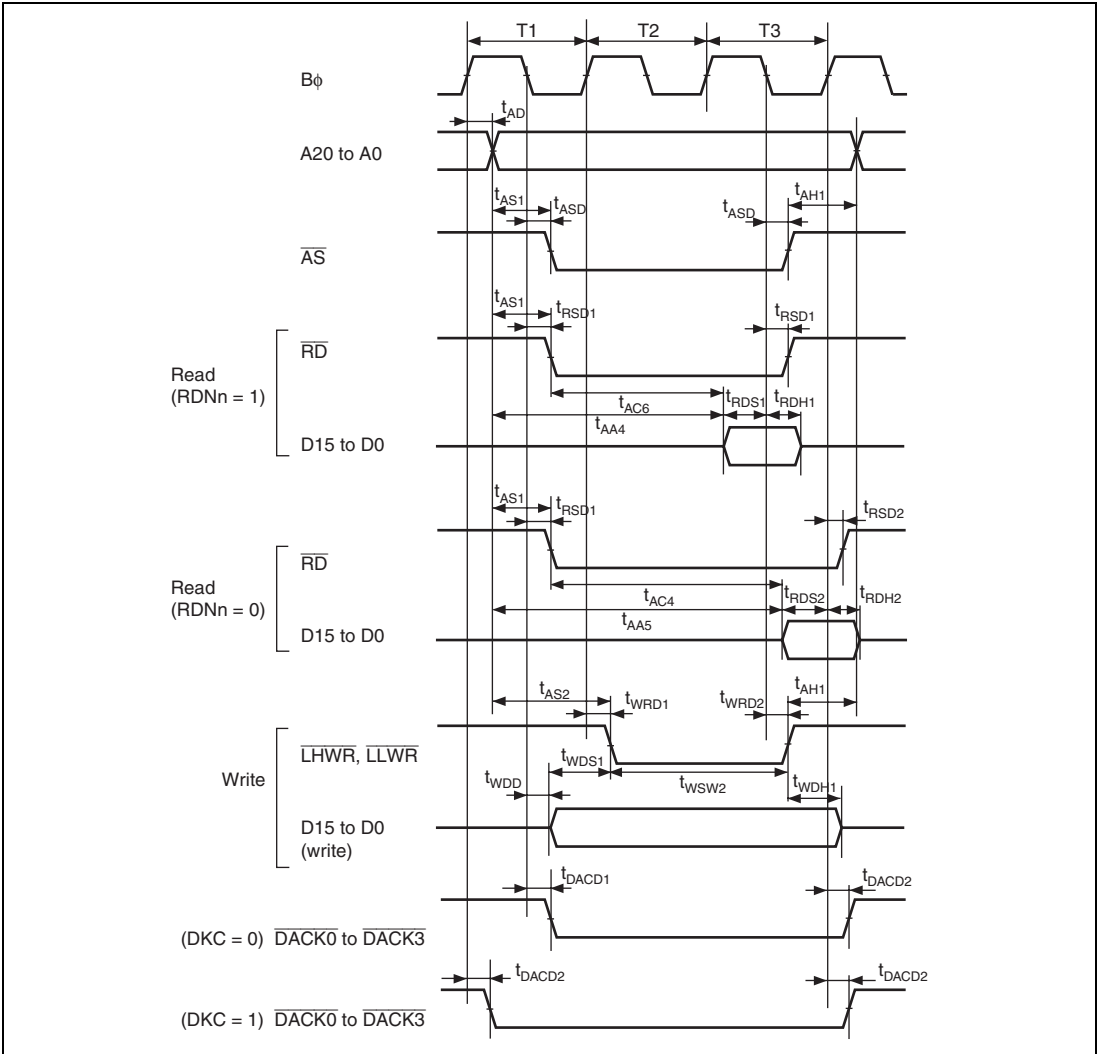 T1 T2 T3
Bϕ
tAD
A20 to A0
tAS1 tASD tASD tAH1
AS
tAS1 tRSD1 tRSD1
RD
Read
(RDNn = 1)
tAC6 tRDS1 tRDH1
tAA4
D15 to D0
tAS1 tRSD1 tRSD2
RD
Read
(RDNn = 0)
tAC4 tRDS2 tRDH2
tAA5
D15 to D0
tAS2 tWRD1 tWRD2 tAH1
LHWR, LLWR
Write
tWDD tWDS1 tWSW2 tWDH1
D15 to D0
(write)
tDACD1 tDACD2
(DKC = 0) DACK0 to DACK3
tDACD2 tDACD2
(DKC = 1) DACK0 to DACK3